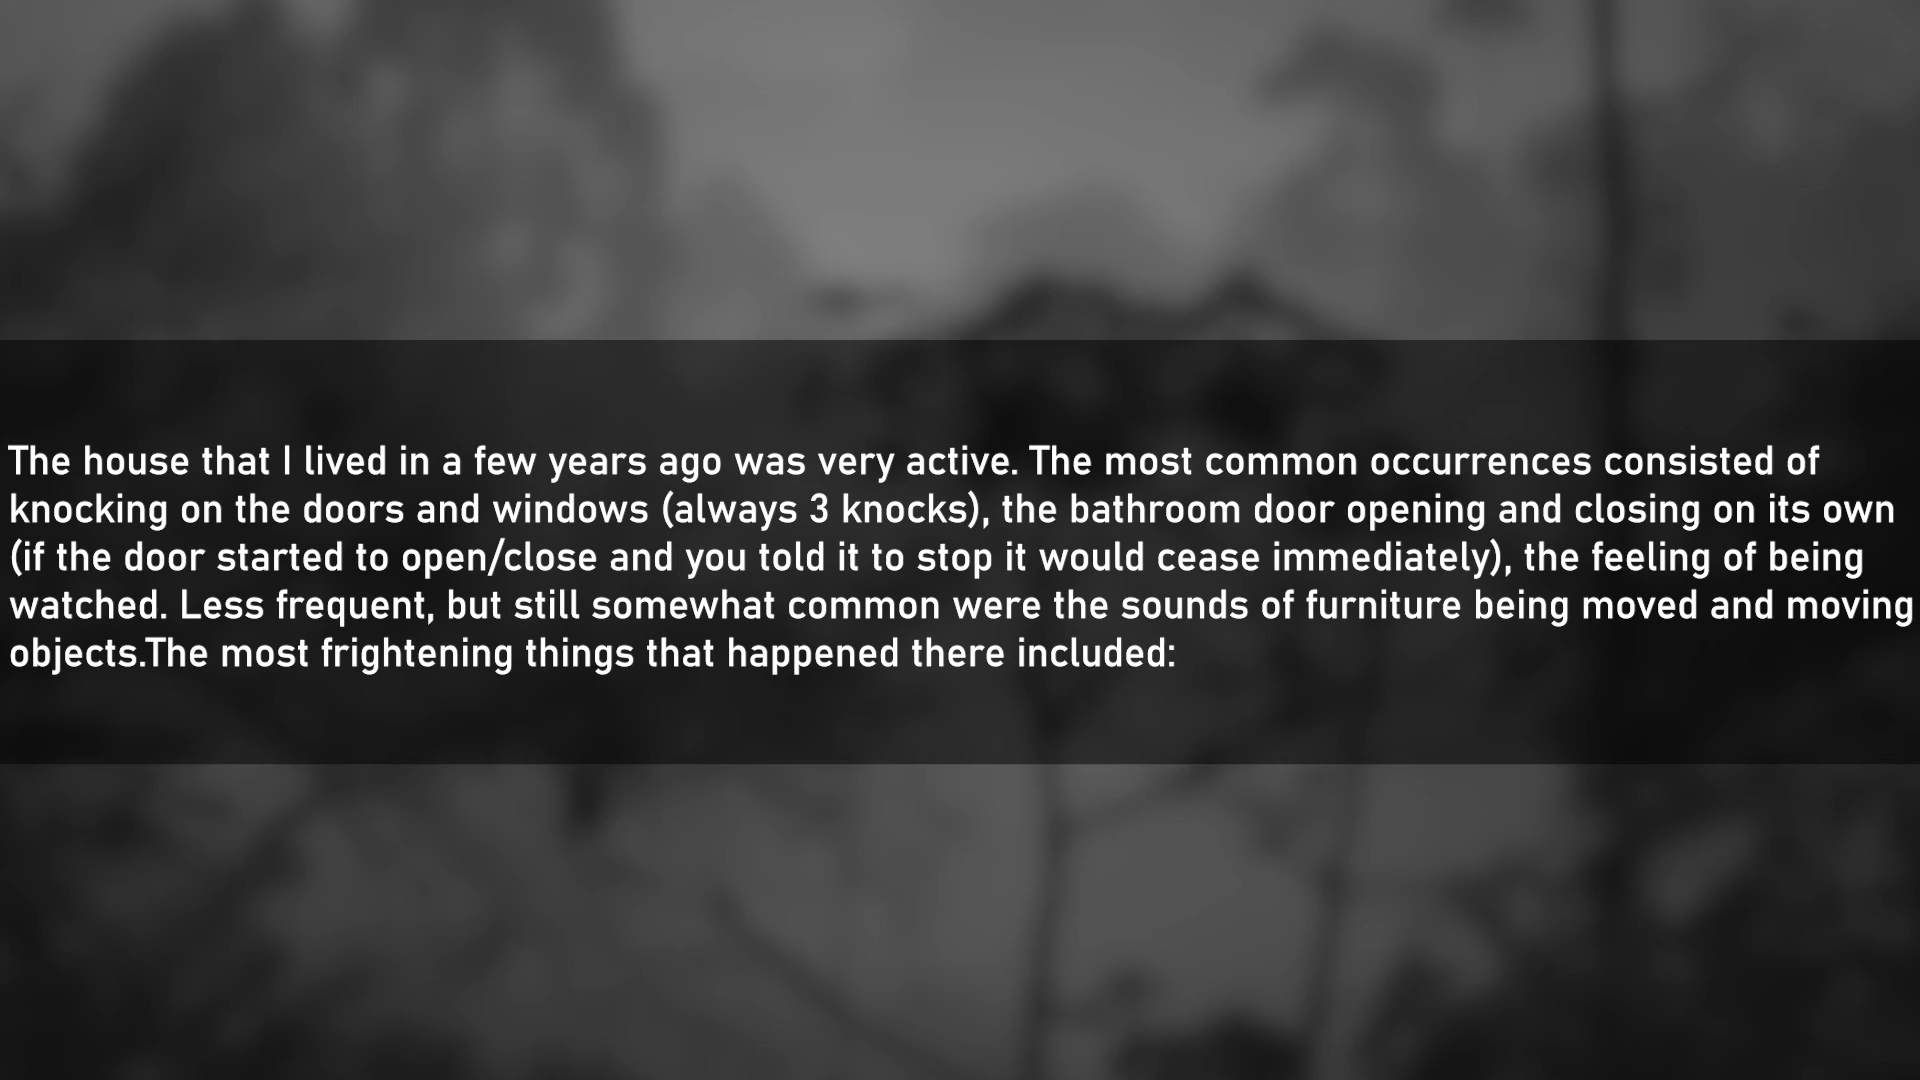 The house that I lived in a few years ago was very active. The most common occurrences consisted of
knocking on the doors and windows (always 3 knocks), the bathroom door opening and closing on its own
(if the door started to open/close and you told it to stop it would cease immediately), the feeling of being
watched. Less frequent, but still somewhat common were the sounds of furniture being moved and moving
objects.The most frightening things that happened there included: